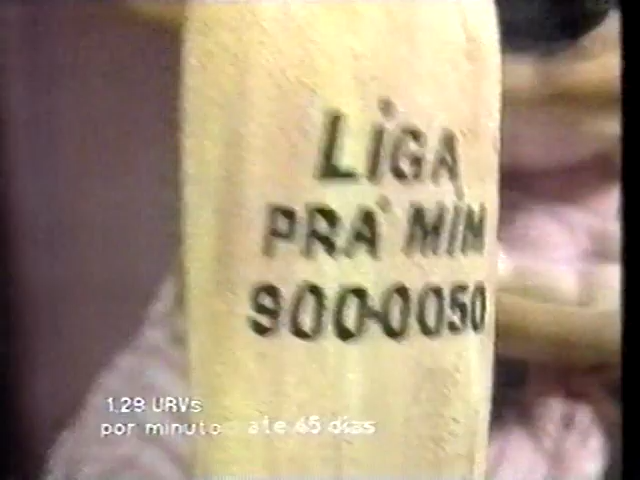 LIGA
PRA MIM
900-0050
1.29 URVs
por minuto até 45 dias